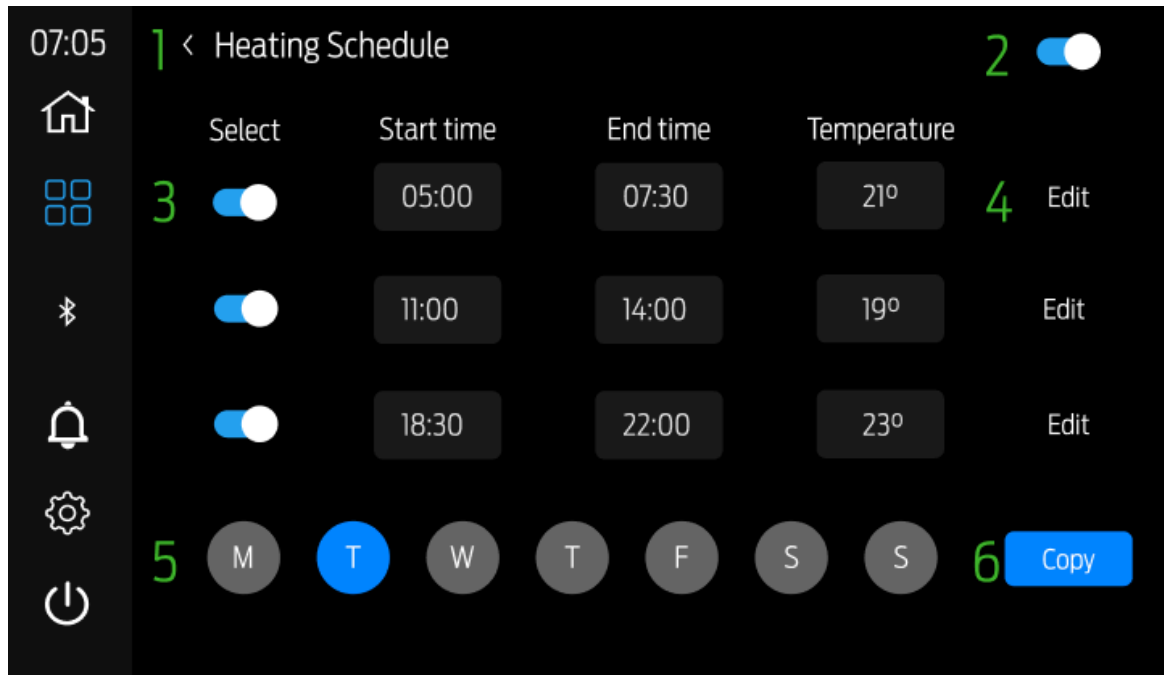 07:05 1 < Heating Schedule 2
Select Start time End time Temperature
3 05:00 07:30 21º 4 Edit
11:00 14:00 19º Edit
18:30 22:00 23º Edit
5 M T W T F S S 6 Copy